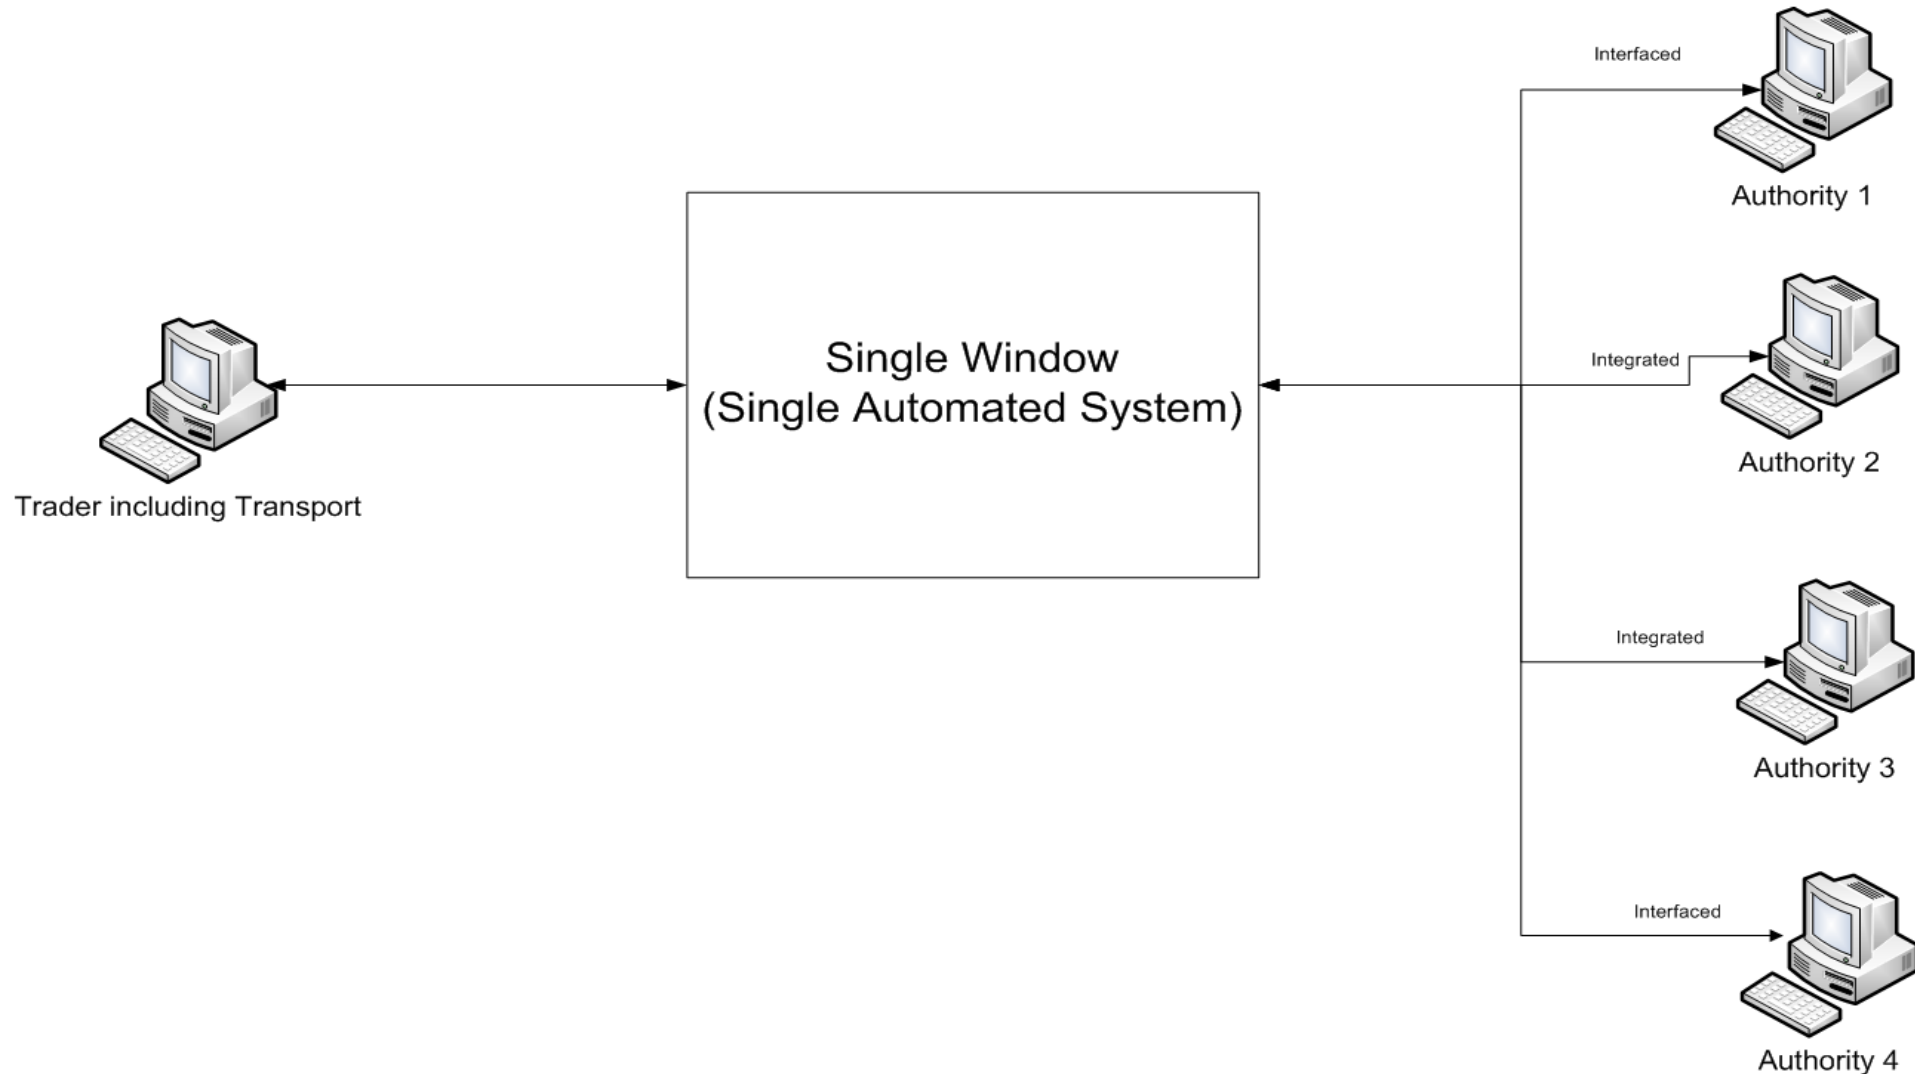 Interfaced
Authority 1
Single Window
(Single Automated System)
Integrated
Authority 2
Trader including Transport
Integrated
Authority 3
Interfaced
Authority 4